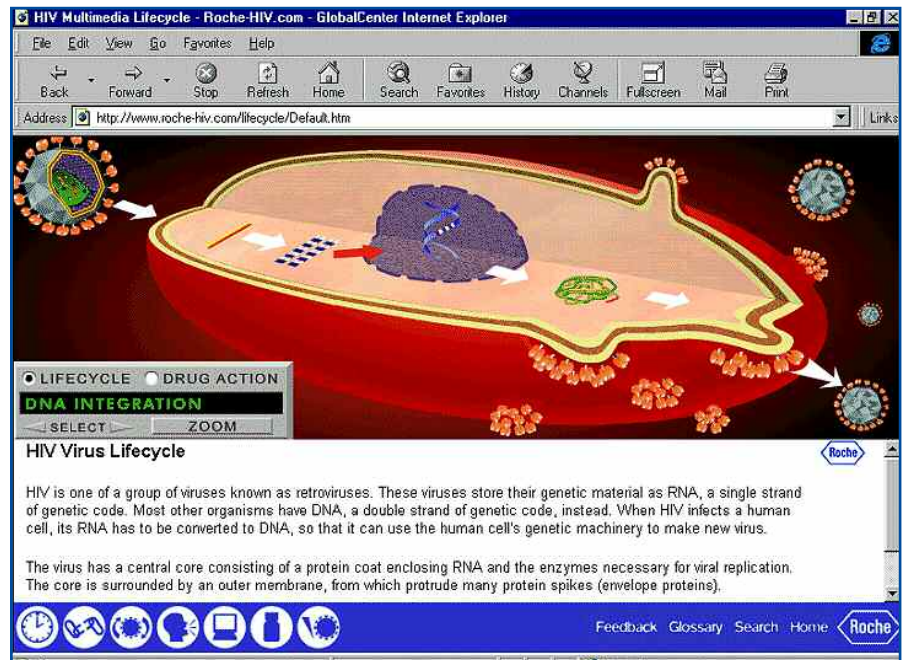 HIV Multimedia Lifecycle - Roche-HIV.com - GlobalCenter Internet Explorer
File Edit View Go Favorites Help
Back Forward Stop Refresh Home Search Favorites History Channels Fullscreen Mail Print
Address http://www.roche-hiv.com/lifecycle/Default.htm Links
LIFECYCLE DRUG ACTION
DNA INTEGRATION
SELECT ZOOM
HIV Virus Lifecycle
Roche
HIV is one of a group of viruses known as retroviruses. These viruses store their genetic material as RNA, a single strand
of genetic code. Most other organisms have DNA, a double strand of genetic code, instead. When HIV infects a human
cell, its RNA has to be converted to DNA, so that it can use the human cell's genetic machinery to make new virus.
The virus has a central core consisting of a protein coat enclosing RNA and the enzymes necessary for viral replication.
The core is surrounded by an outer membrane, from which protrude many protein spikes (envelope proteins).
Feedback Glossary Search Home Roche